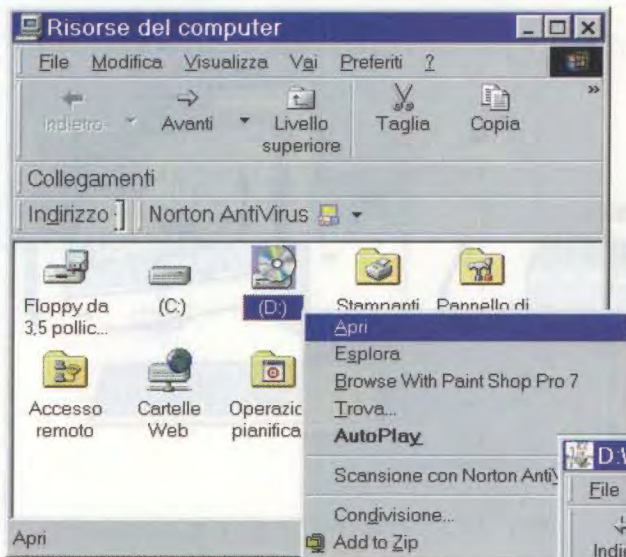 Risorse del computer
File Modifica Visualizza Vai Preferiti ?
Indietro Avanti Livello superiore Taglia Copia »
Collegamenti
Indirizzo Norton AntiVirus
Floppy da 3,5 pollic...
(C:)
(D:)
Stampanti
Pannello di
Accesso remoto
Cartelle Web
Operazio
pianifica
Apri
Esplora
Browse With Paint Shop Pro 7
Trova...
AutoPlay
Scansione con Norton AntiV
Condivisione...
Add to Zip
Apri
D:\
File
Indi